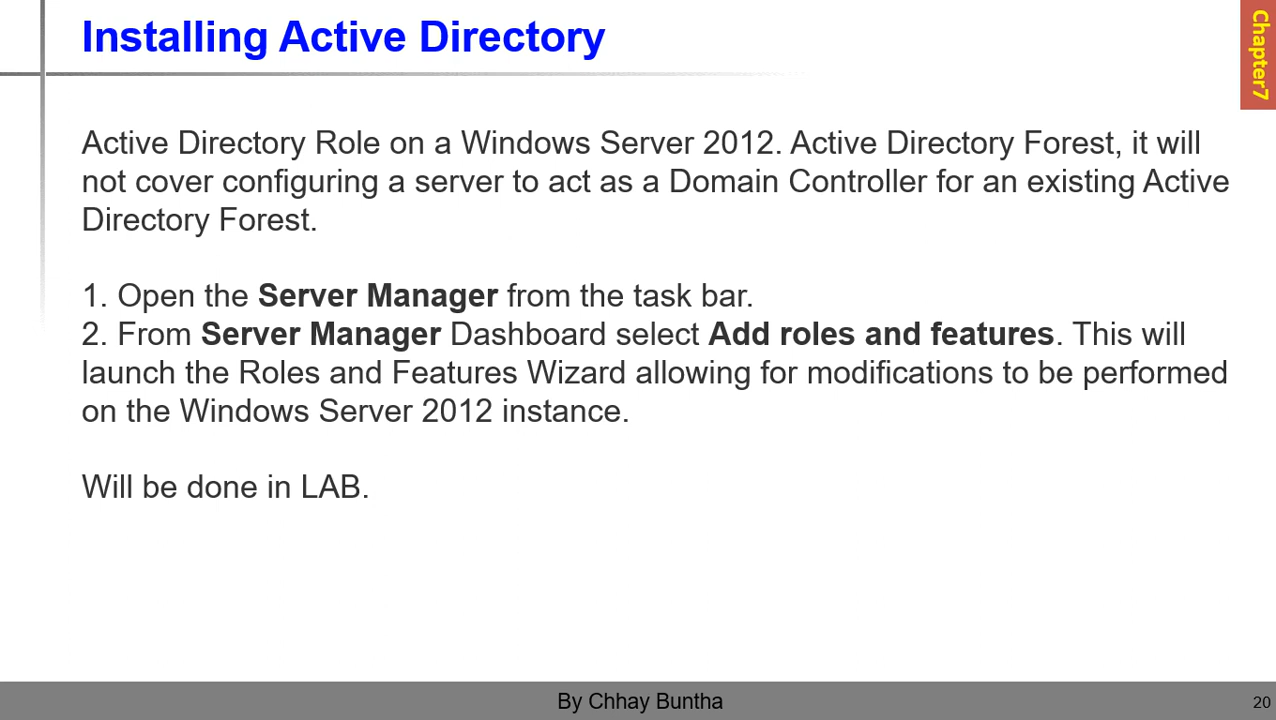 Installing Active Directory
Chapter7
Active Directory Role on a Windows Server 2012. Active Directory Forest, it will
not cover configuring a server to act as a Domain Controller for an existing Active
Directory Forest.
1. Open the Server Manager from the task bar.
2. From Server Manager Dashboard select Add roles and features. This will
launch the Roles and Features Wizard allowing for modifications to be performed
on the Windows Server 2012 instance.
Will be done in LAB.
By Chhay Buntha
20